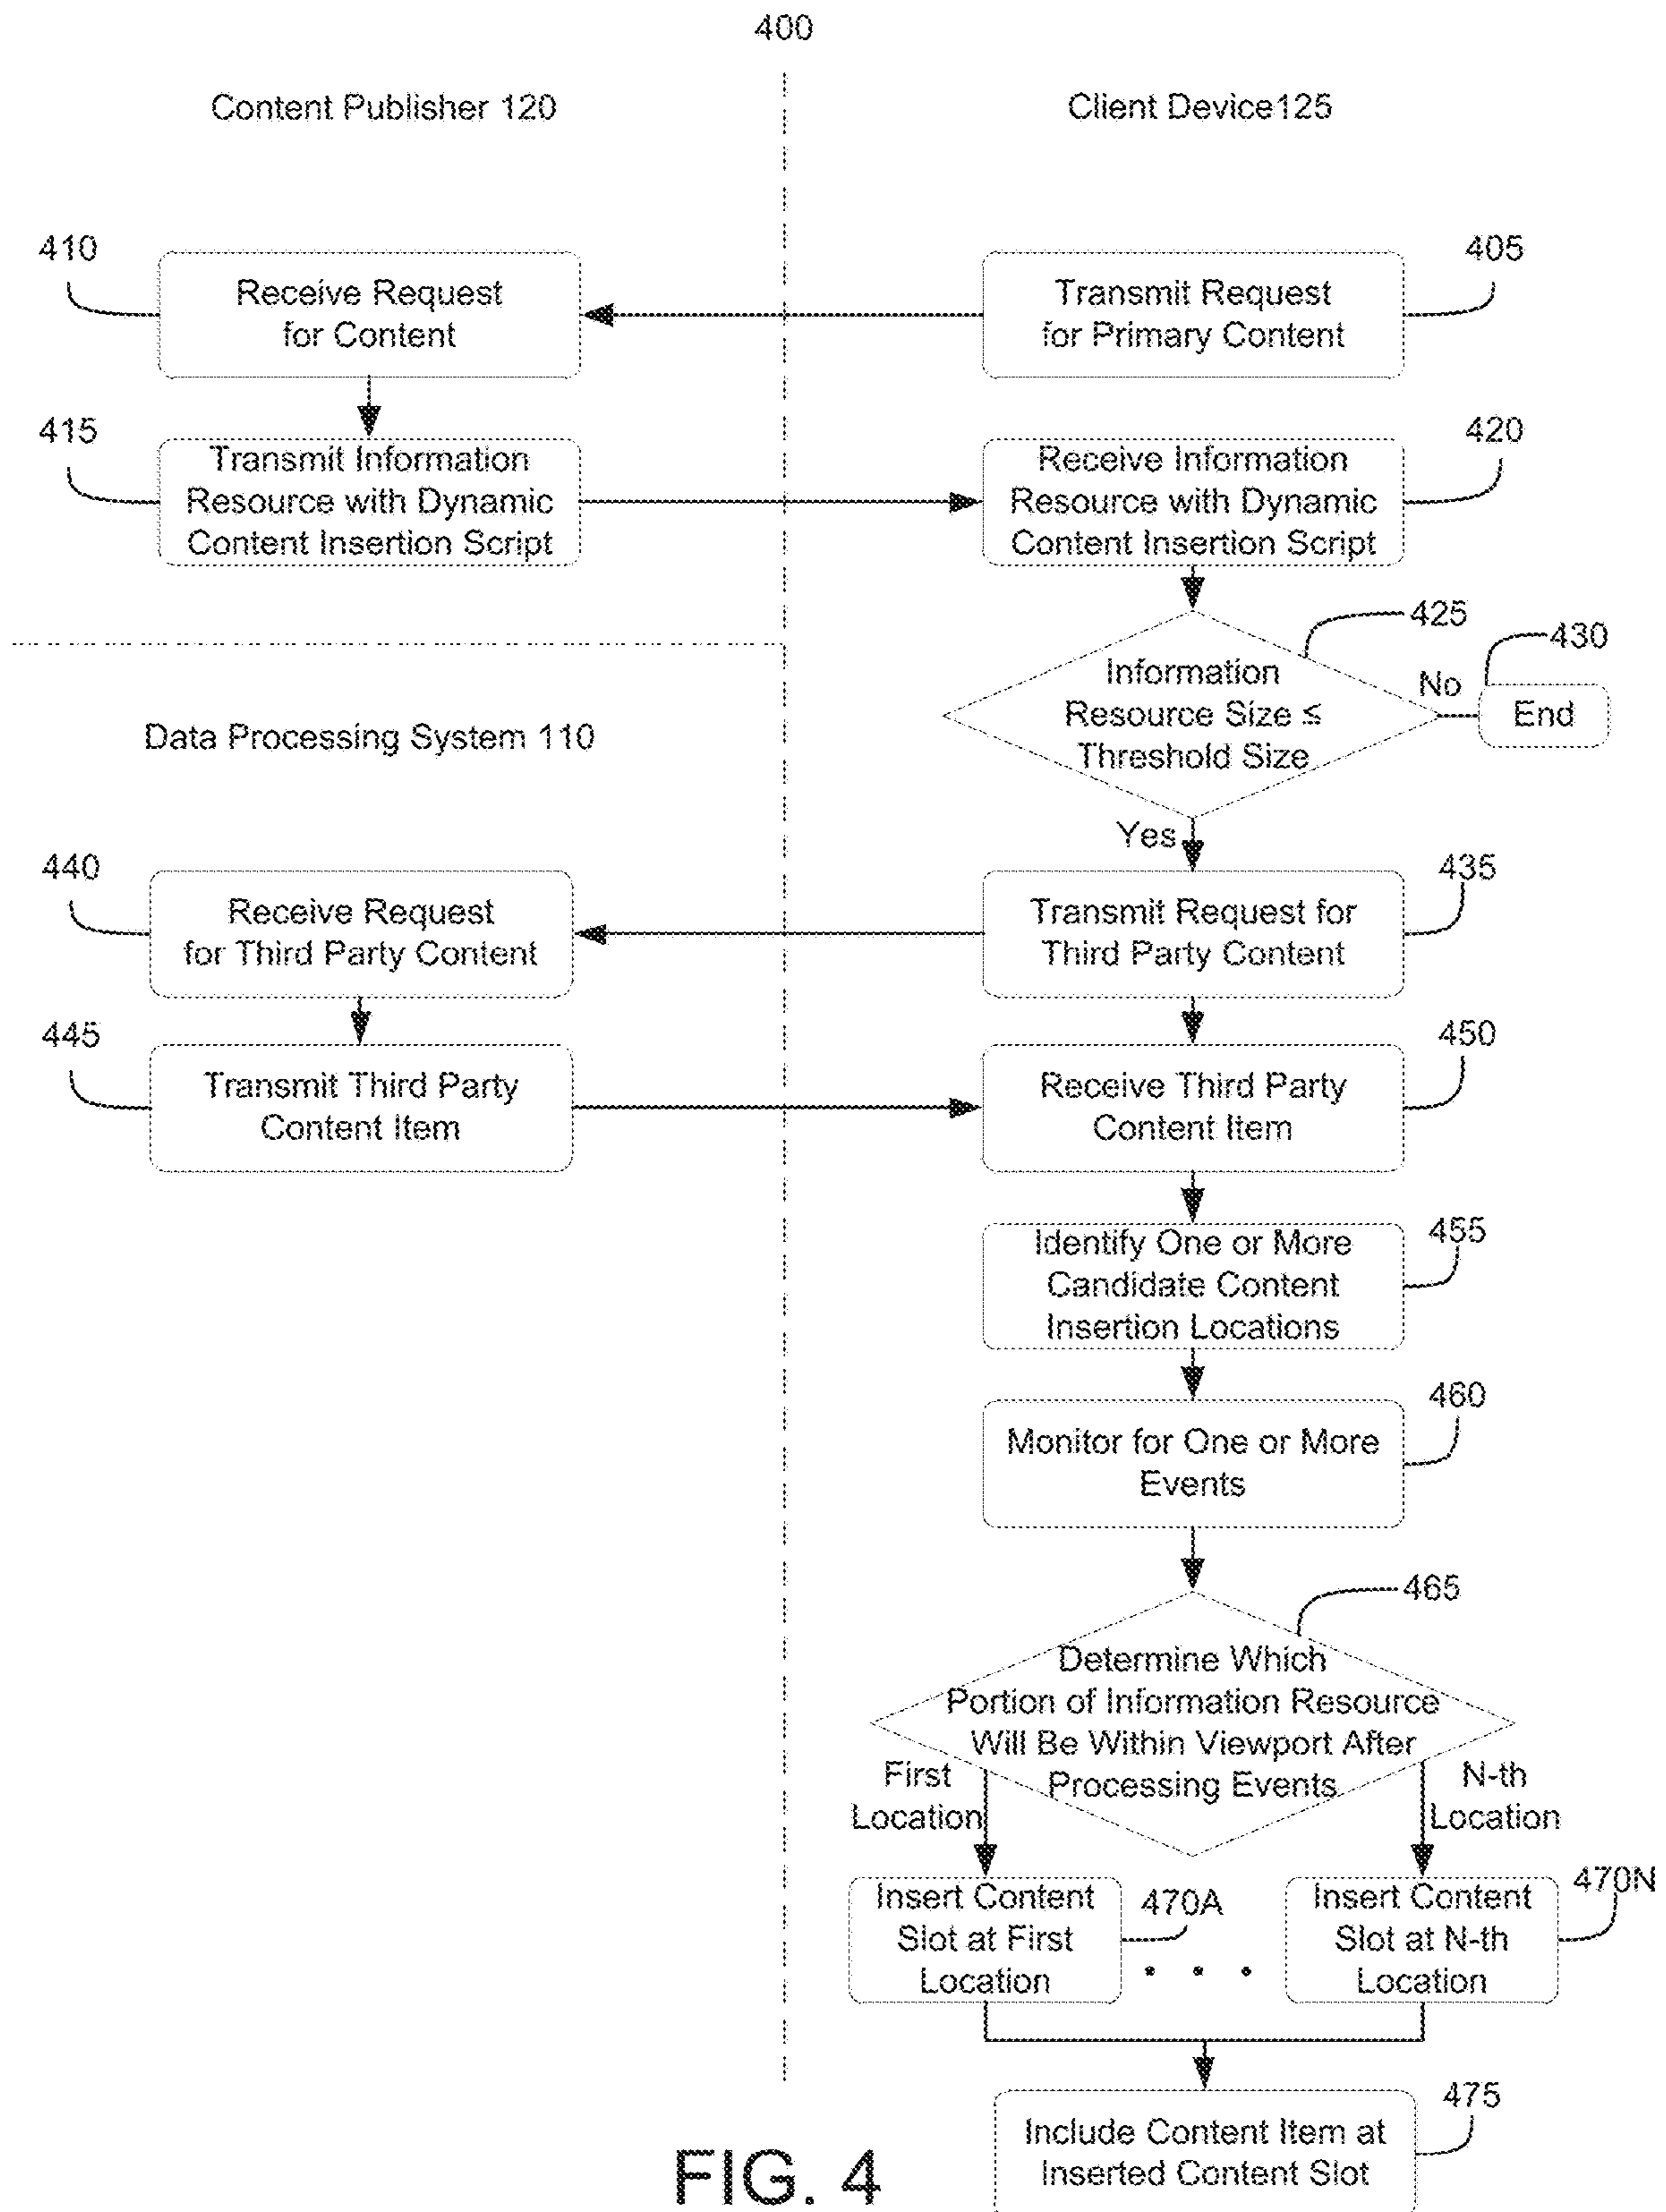 400
Content Publisher 120
Client Device125
410
Receive Request
for Content
405
Transmit Request
for Primary Content
415
Transmit Information
Resource with Dynamic
Content Insertion Script
420
Receive Information
Resource with Dynamic
Content Insertion Script
425
Information
Resource Size ≤
Threshold Size
No
430
End
Data Processing System 110
Yes
440
Receive Request
for Third Party Content
435
Transmit Request for
Third Party Content
445
Transmit Third Party
Content Item
450
Receive Third Party
Content Item
455
Identify One or More
Candidate Content
Insertion Locations
460
Monitor for One or More
Events
465
Determine Which
Portion of Information Resource
Will Be Within Viewport After
Processing Events
First
Location
N-th
Location
Insert Content
Slot at First
Location
470A
. . .
Insert Content
Slot at N-th
Location
470N
475
Include Content Item at
Inserted Content Slot
FIG. 4